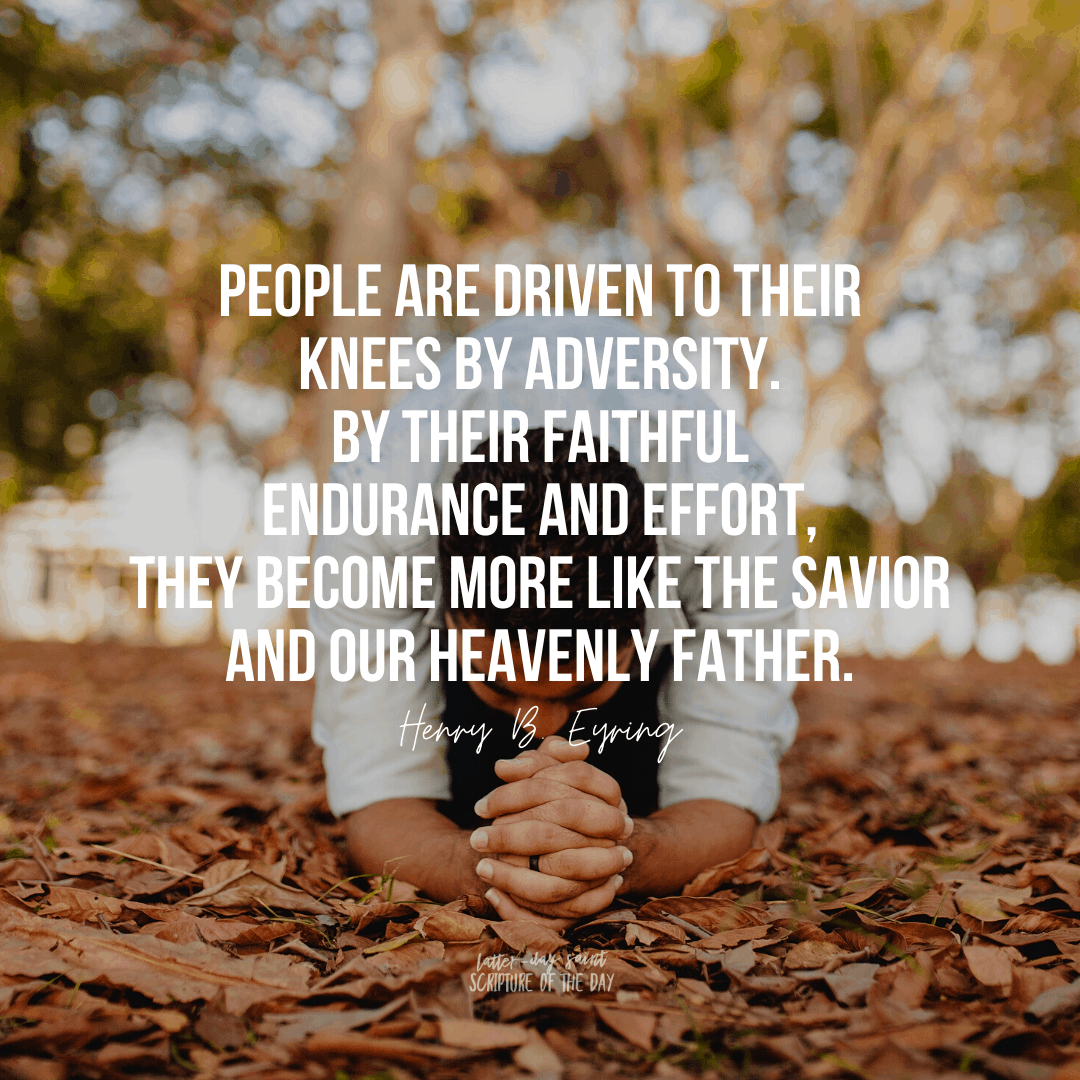 PEOPLE ARE DRIVEN TO THEIR
KNEES BY ADVERSITY.
BY THEIR FAITHFUL
ENDURANCE AND EFFORT,
THEY BECOME MORE LIKE THE SAVIOR
AND OUR HEAVENLY FATHER.
Henry B. Eyring
latter-day saint
SCRIPTURE OF THE DAY